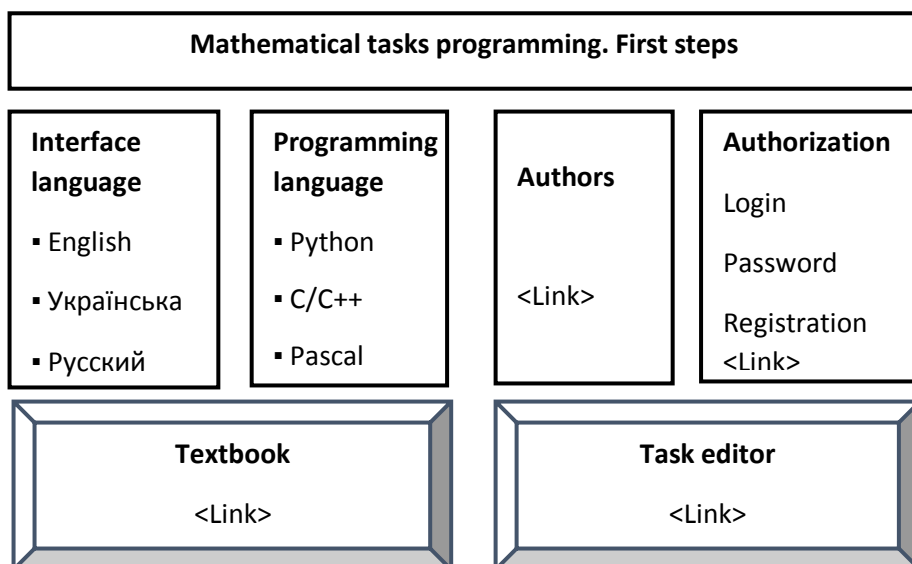 Mathematical tasks programming. First steps
Interface
language
▪ English
▪ Українська
▪ Русский
Programming
language
▪ Python
▪ C/C++
▪ Pascal
Authors
<Link>
Authorization
Login
Password
Registration
<Link>
Textbook
<Link>
Task editor
<Link>